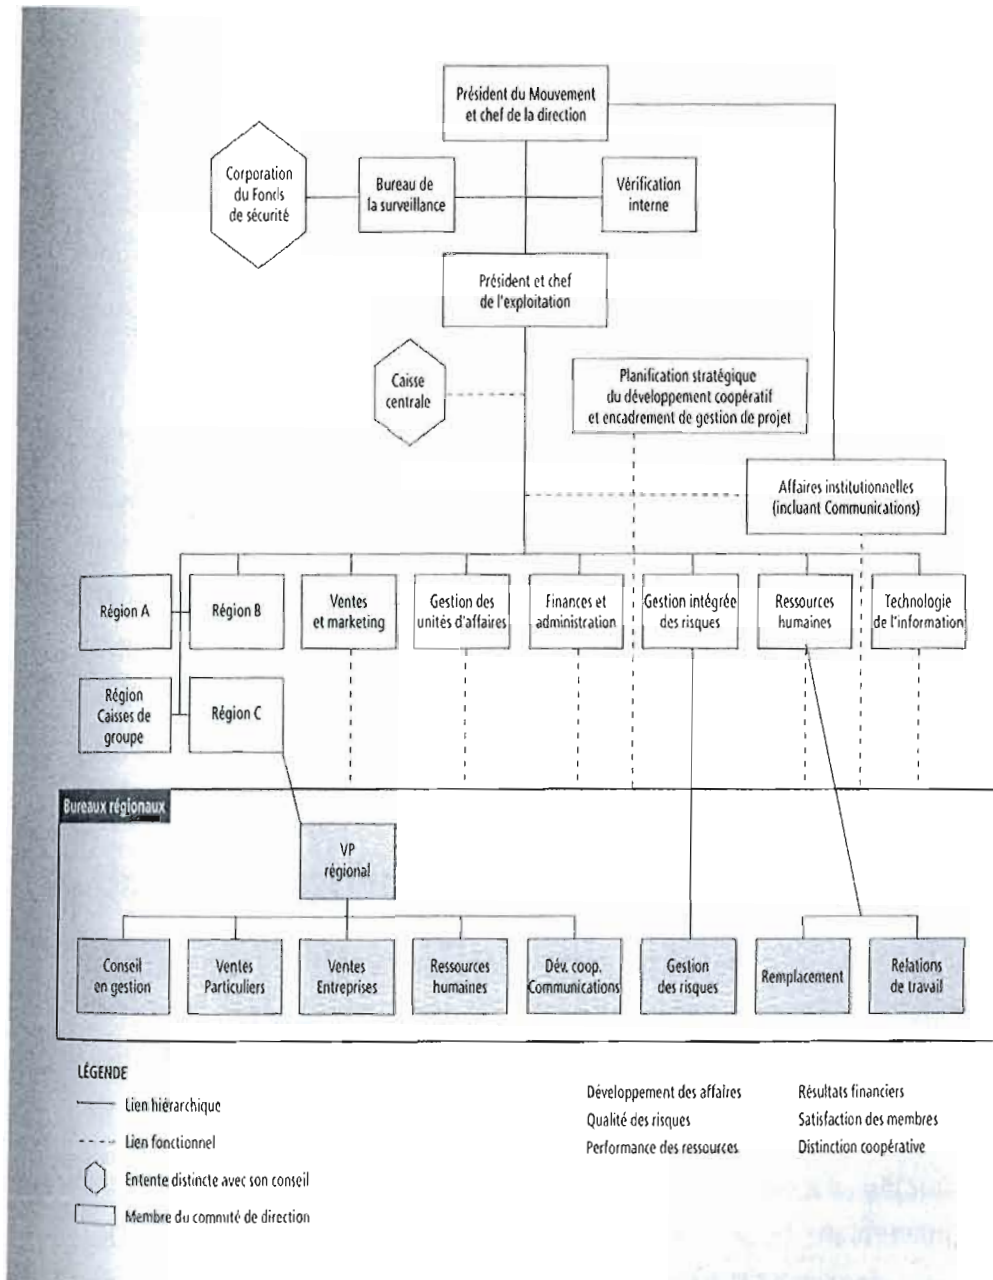 Président du Mouvement
et chef de la direction
Corporation
du Fonds
de sécurité
Bureau de
la surveillance
Vérification
interne
Président et chef
de l'exploitation
Caisse
centrale
Planification stratégique
du développement coopératif
et encadrement de gestion de projet
Affaires institutionnelles
(incluant Communications)
Région A
Région B
Ventes
et marketing
Gestion des
unités d'affaires
Finances et
administration
Gestion intégrée
des risques
Ressources
humaines
Technologie
de l'information
Région
Caisses de
groupe
Région C
Bureaux régionaux
VP
régional
Conseil
en gestion
Ventes
Particuliers
Ventes
Entreprises
Ressources
humaines
Dév. coop.
Communications
Gestion
des risques
Remplacement
Relations
de travail
LÉGENDE
Lien hiérarchique
Lien fonctionnel
Entente distincte avec son conseil
Membre du comité de direction
Développement des affaires
Qualité des risques
Performance des ressources
Résultats financiers
Satisfaction des membres
Distinction coopérative